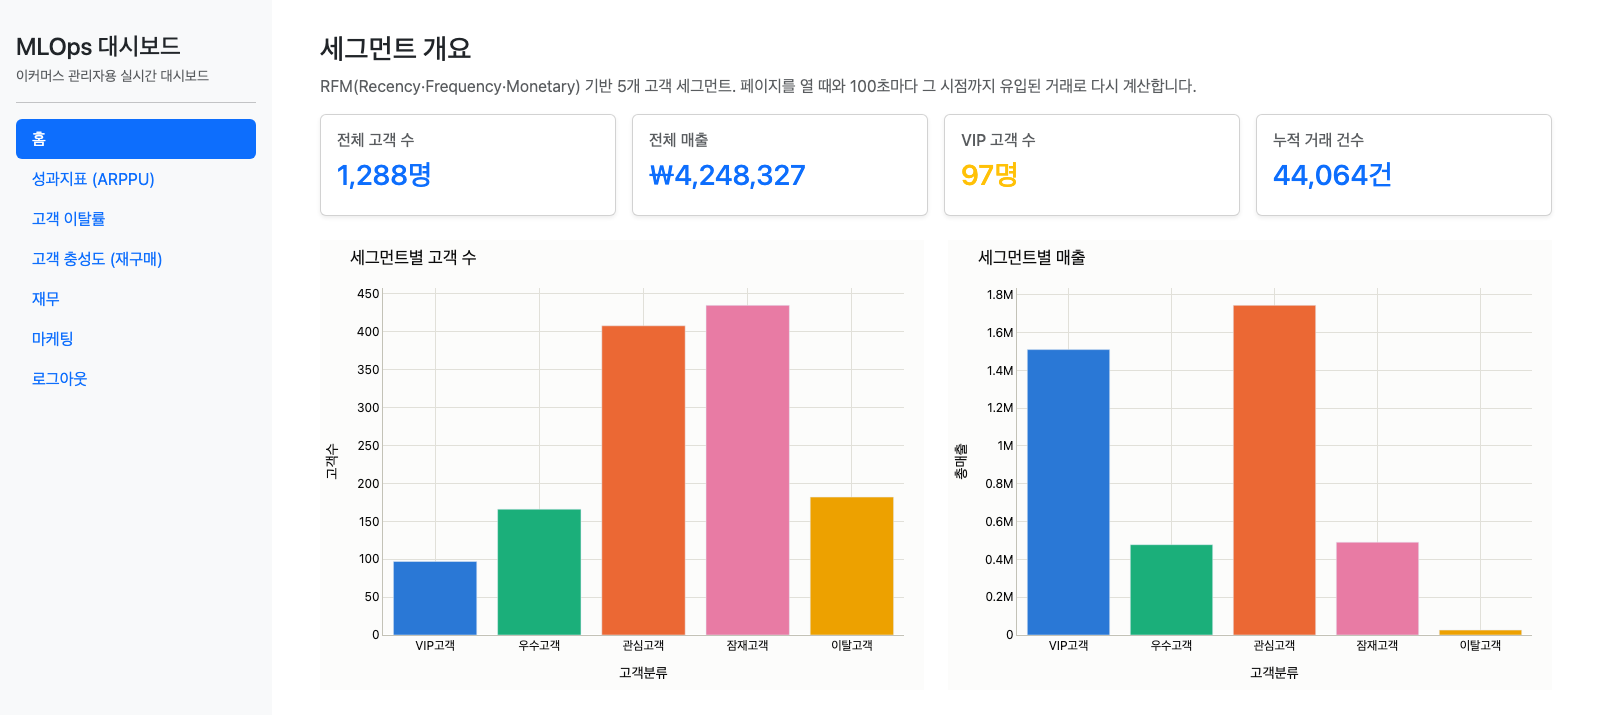 MLOps 대시보드
이커머스 관리자용 실시간 대시보드
홈
성과지표 (ARPPU)
고객 이탈률
고객 충성도 (재구매)
재무
마케팅
로그아웃
세그먼트 개요
RFM(Recency·Frequency·Monetary) 기반 5개 고객 세그먼트. 페이지를 열 때와 100초마다 그 시점까지 유입된 거래로 다시 계산합니다.
전체 고객 수
1,288명
전체 매출
₩4,248,327
VIP 고객 수
97명
누적 거래 건수
44,064건
세그먼트별 고객 수
450
400
350
300
250
200
150
100
50
0
고객수
VIP고객 우수고객 관심고객 잠재고객 이탈고객
고객분류
세그먼트별 매출
1.8M
1.6M
1.4M
1.2M
1M
0.8M
0.6M
0.4M
0.2M
0
총매출
VIP고객 우수고객 관심고객 잠재고객 이탈고객
고객분류